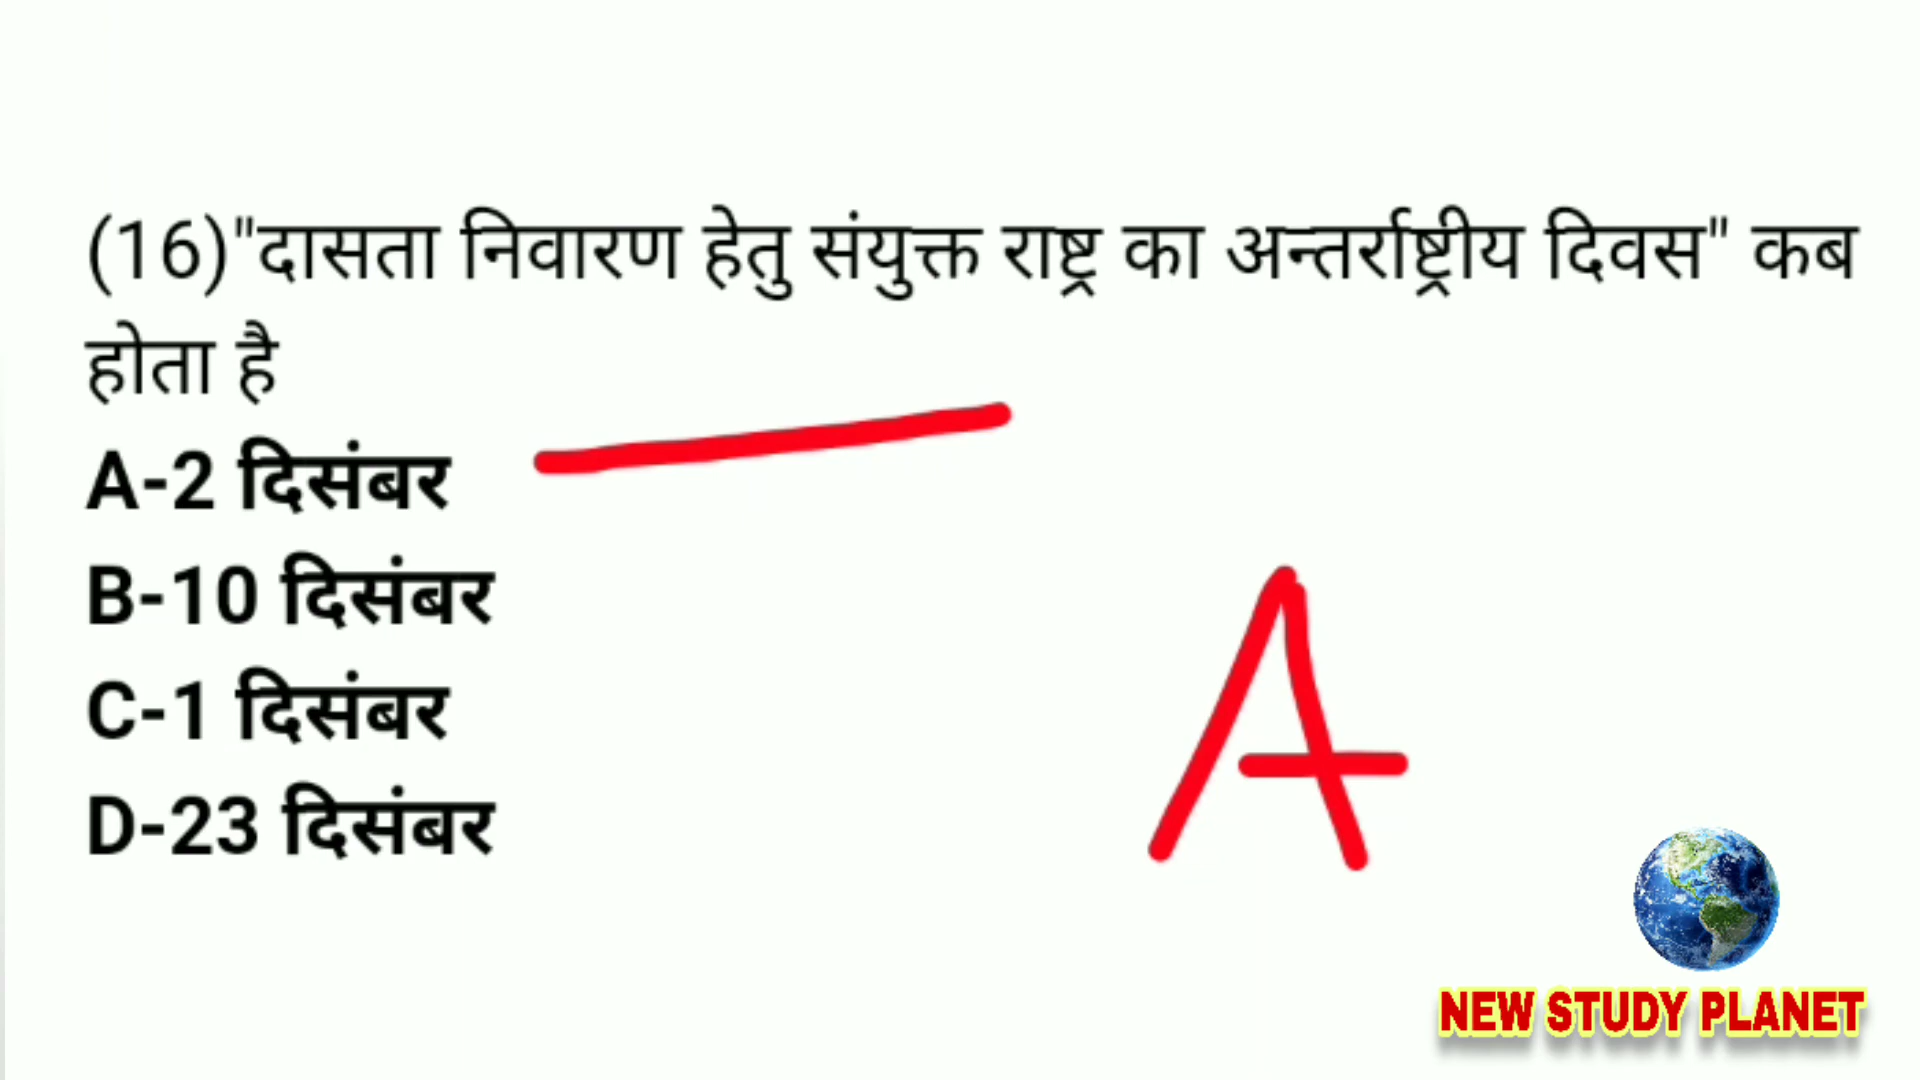 (16)"दासता निवारण हेतु संयुक्त राष्ट्र का अन्तर्राष्ट्रीय दिवस" कब
होता है
A-2 दिसंबर
B-10 दिसंबर
C-1 दिसंबर
D-23 दिसंबर
A
NEW STUDY PLANET